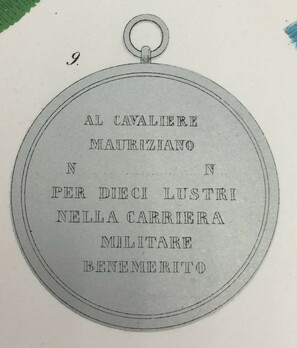 9.
AL CAVALIERE
MAURIZIANO
N ............ N
PER DIECI LUSTRI
NELLA CARRIERA
MILITARE
BENEMERITO